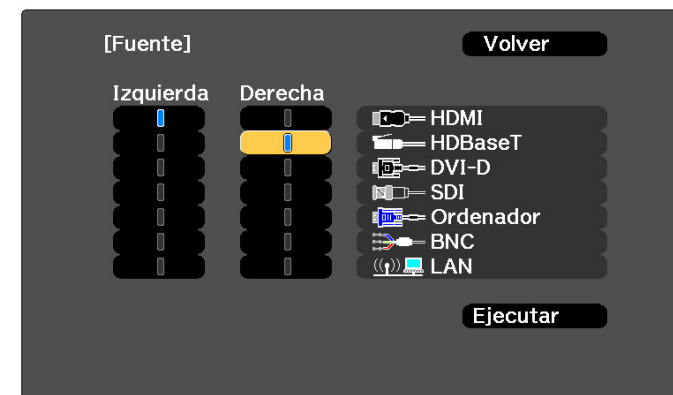 [Fuente]
Volver
Izquierda Derecha
HDMI
HDBaseT
DVI-D
SDI
Ordenador
BNC
LAN
Ejecutar